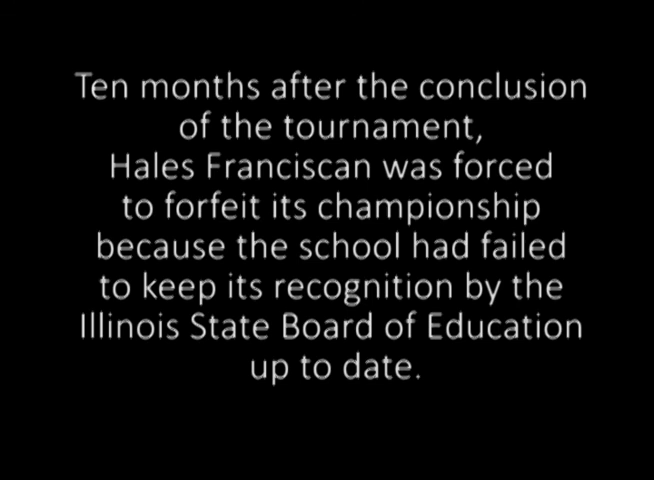 Ten months after the conclusion
of the tournament,
Hales Franciscan was forced
to forfeit its championship
because the school had failed
to keep its recognition by the
Illinois State Board of Education
up to date.